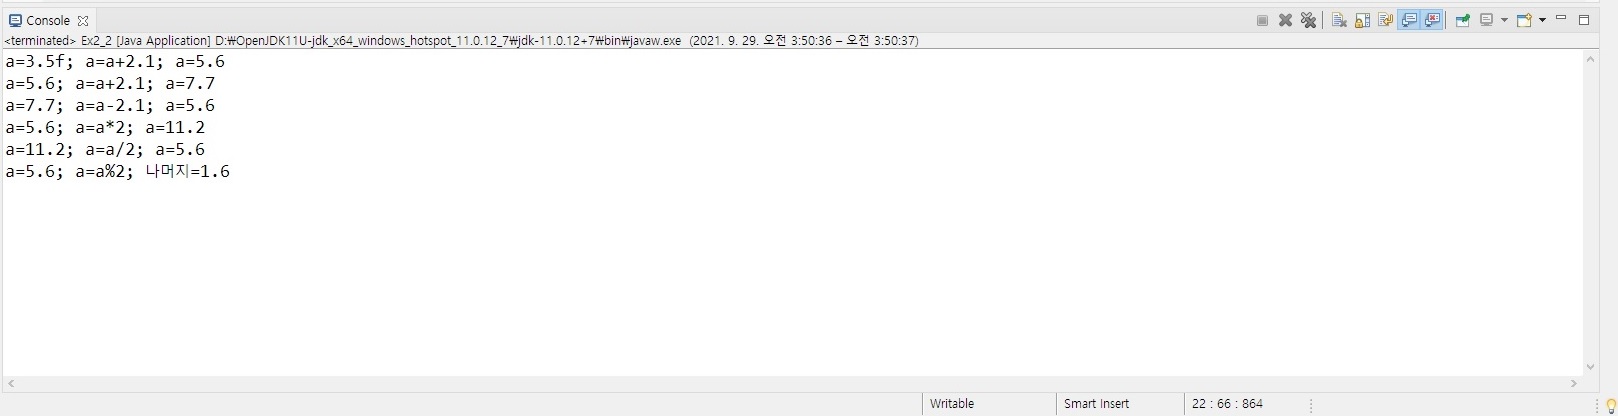 Console
<terminated> Ex2_2 [Java Application] D:₩OpenJDK11U-jdk_x64_windows_hotspot_11.0.12_7₩jdk-11.0.12+7₩bin₩javaw.exe (2021. 9. 29. 오전 3:50:36 – 오전 3:50:37)
a=3.5f; a=a+2.1; a=5.6
a=5.6; a=a+2.1; a=7.7
a=7.7; a=a-2.1; a=5.6
a=5.6; a=a*2; a=11.2
a=11.2; a=a/2; a=5.6
a=5.6; a=a%2; 나머지=1.6
Writable Smart Insert 22 : 66 : 864